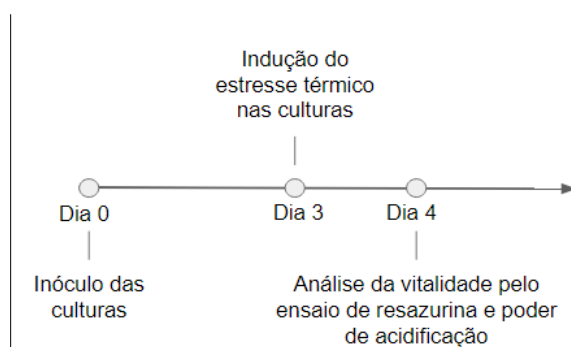 Indução do
estresse térmico
nas culturas
Dia 0
Dia 3
Dia 4
Inóculo das
culturas
Análise da vitalidade pelo
ensaio de resazurina e poder
de acidificação